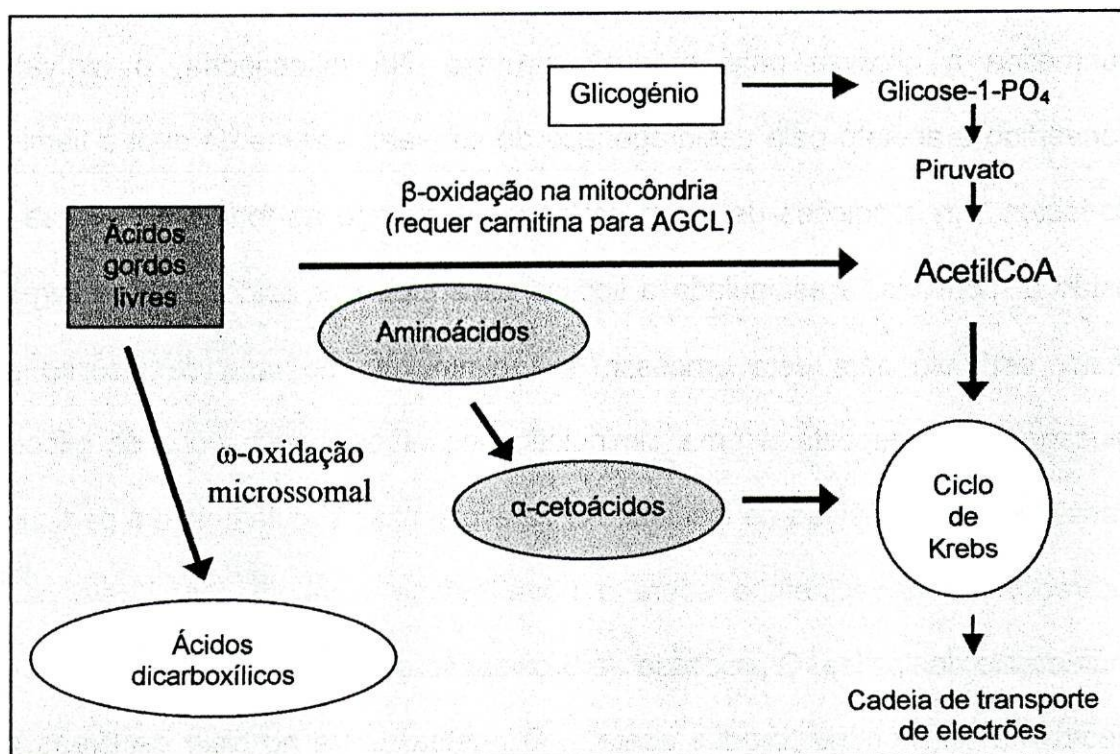 Glicogénio
Glicose-1-PO₄
Piruvato
β-oxidação na mitocôndria
(requer carnitina para AGCL)
Ácidos
gordos
livres
AcetilCoA
Aminoácidos
ω-oxidação
microssomal
α-cetoácidos
Ciclo
de
Krebs
Ácidos
dicarboxílicos
Cadeia de transporte
de electrões